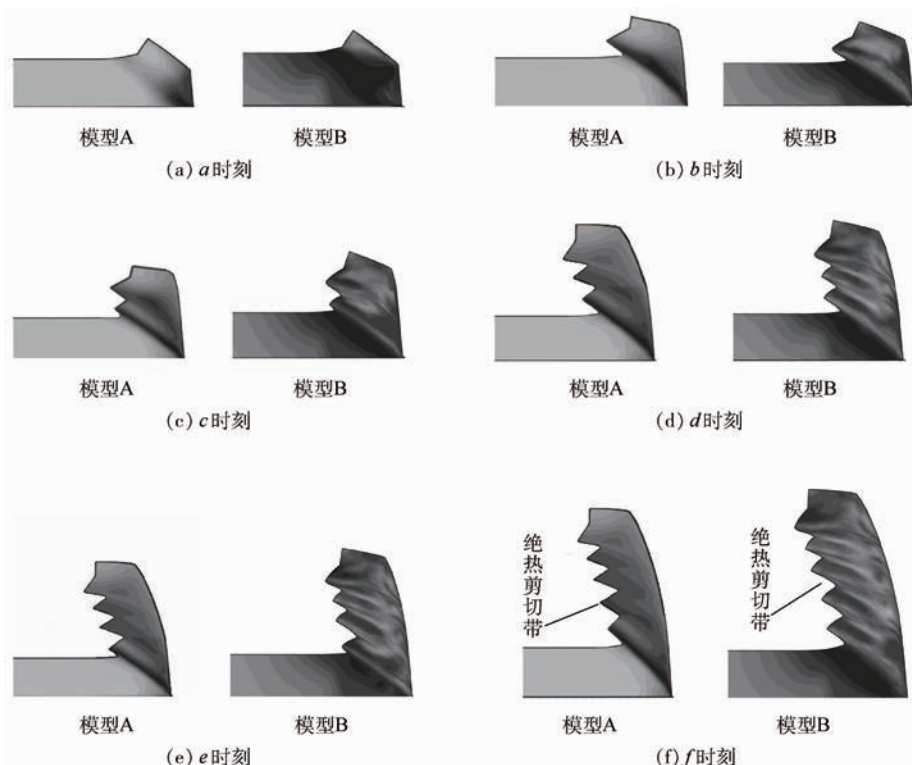 模型A 模型B 模型A 模型B
(a) a时刻 (b) b时刻
模型A 模型B 模型A 模型B
(c) c时刻 (d) d时刻
绝热剪切带
绝热剪切带
模型A 模型B 模型A 模型B
(e) e时刻 (f) f时刻